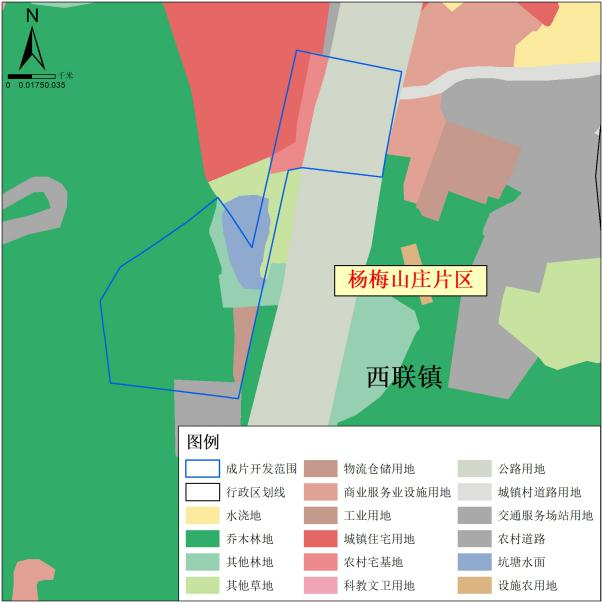 N
千米
0 0.01750.035
杨梅山庄片区
西联镇
图例
成片开发范围
行政区划线
水浇地
乔木林地
其他林地
其他草地
物流仓储用地
商业服务业设施用地
工业用地
城镇住宅用地
农村宅基地
科教文卫用地
公路用地
城镇村道路用地
交通服务场站用地
农村道路
坑塘水面
设施农用地